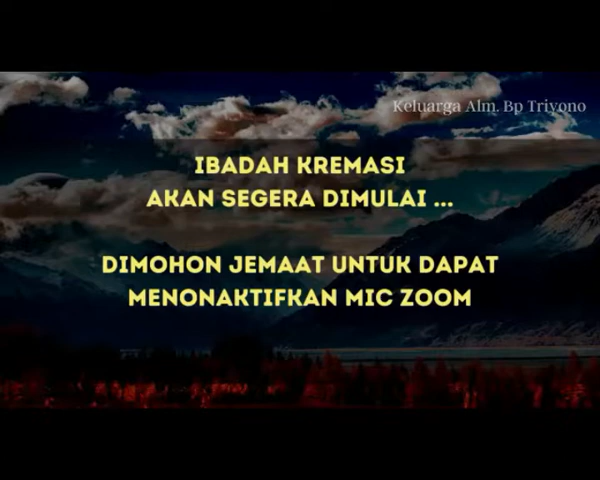 Keluarga Alm. Bp Triyono
IBADAH KREMASI
AKAN SEGERA DIMULAI ...
DIMOHON JEMAAT UNTUK DAPAT
MENONAKTIFKAN MIC ZOOM